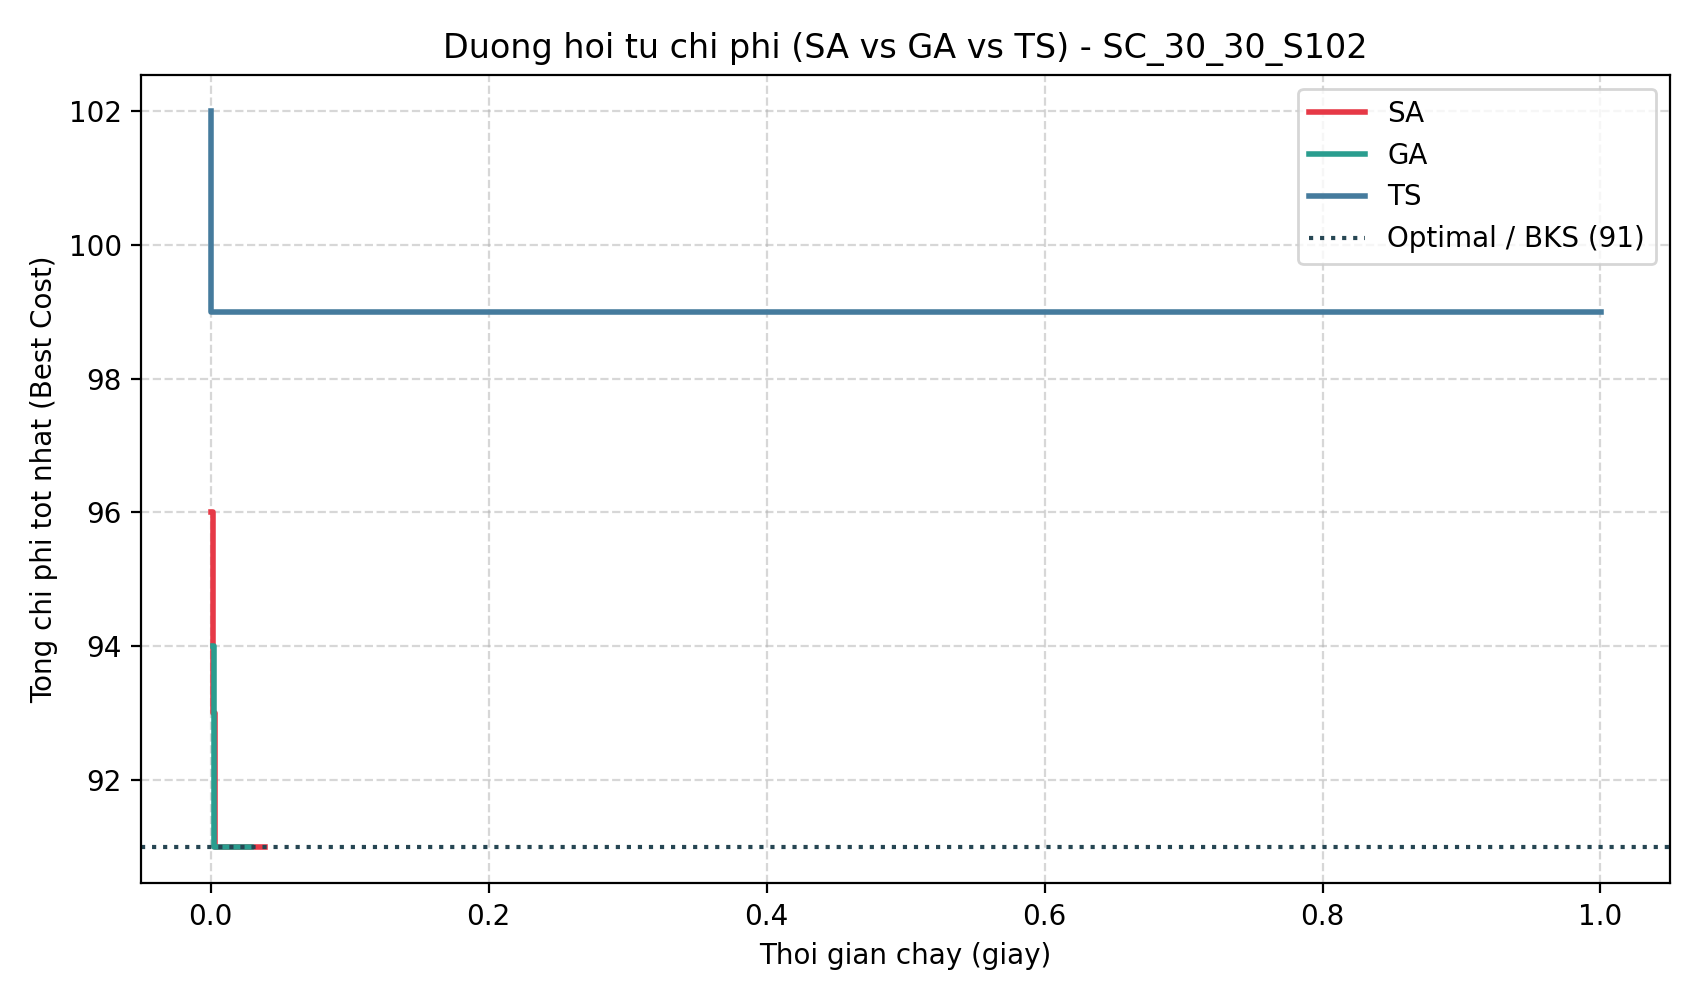 Duong hoi tu chi phi (SA vs GA vs TS) - SC_30_30_S102
SA
GA
TS
Optimal / BKS (91)
Tong chi phi tot nhat (Best Cost)
102
100
98
96
94
92
0.0 0.2 0.4 0.6 0.8 1.0
Thoi gian chay (giay)